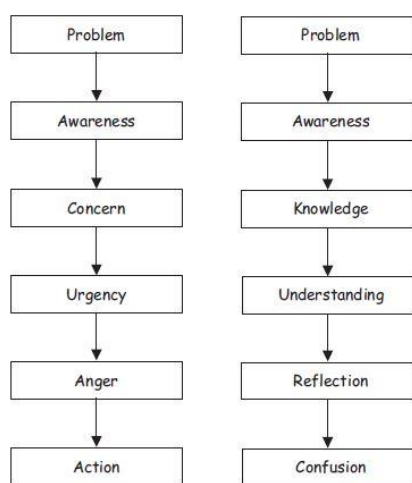 Problem
Awareness
Concern
Urgency
Anger
Action
Problem
Awareness
Knowledge
Understanding
Reflection
Confusion